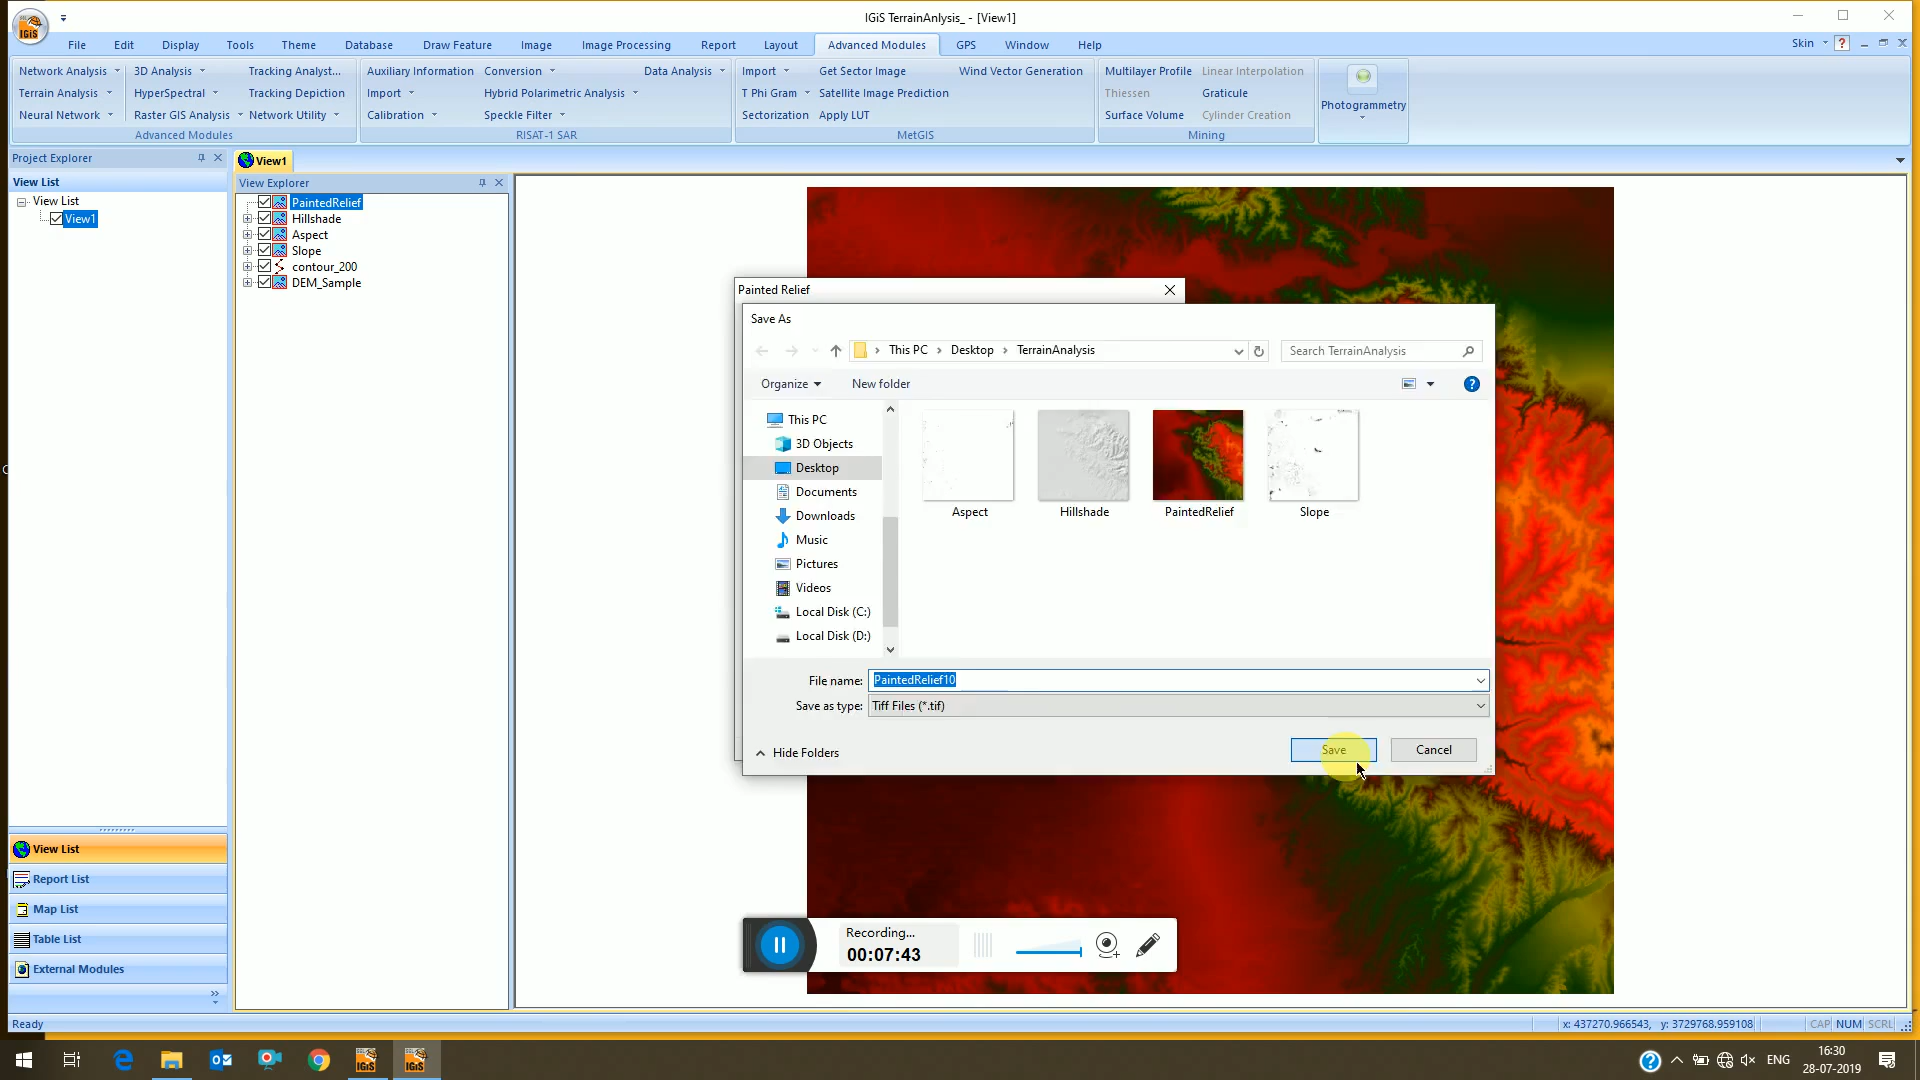 IGiS TerrainAnlysis_ - [View1]
IGiS
File Edit Display Tools Theme Database Draw Feature Image Image Processing Report Layout Advanced Modules GPS Window Help
Skin
Network Analysis 3D Analysis Tracking Analyst... Auxiliary Information Conversion Data Analysis Import Get Sector Image Wind Vector Generation Multilayer Profile Linear Interpolation
Terrain Analysis HyperSpectral Tracking Depiction Import Hybrid Polarimetric Analysis T Phi Gram Satellite Image Prediction Thiessen Graticule
Photogrammetry
Neural Network Raster GIS Analysis Network Utility Calibration Speckle Filter Sectorization Apply LUT Surface Volume Cylinder Creation
Advanced Modules RISAT-1 SAR MetGIS Mining
Project Explorer
View List
View List
View1
View1
View Explorer
PaintedRelief
Hillshade
Aspect
Slope
contour_200
DEM_Sample
Painted Relief
Save As
This PC > Desktop > TerrainAnalysis
Search TerrainAnalysis
Organize New folder
This PC
3D Objects
Desktop
Documents
Downloads
Music
Pictures
Videos
Local Disk (C:)
Local Disk (D:)
Aspect Hillshade PaintedRelief Slope
File name: PaintedRelief10
Save as type: Tiff Files (*.tif)
Hide Folders
Save Cancel
Recording...
00:07:43
View List
Report List
Map List
Table List
External Modules
Ready
x: 437270.966543, y: 3729768.959108 CAP NUM SCRL
IGiS
IGiS
ENG
16:30
28-07-2019